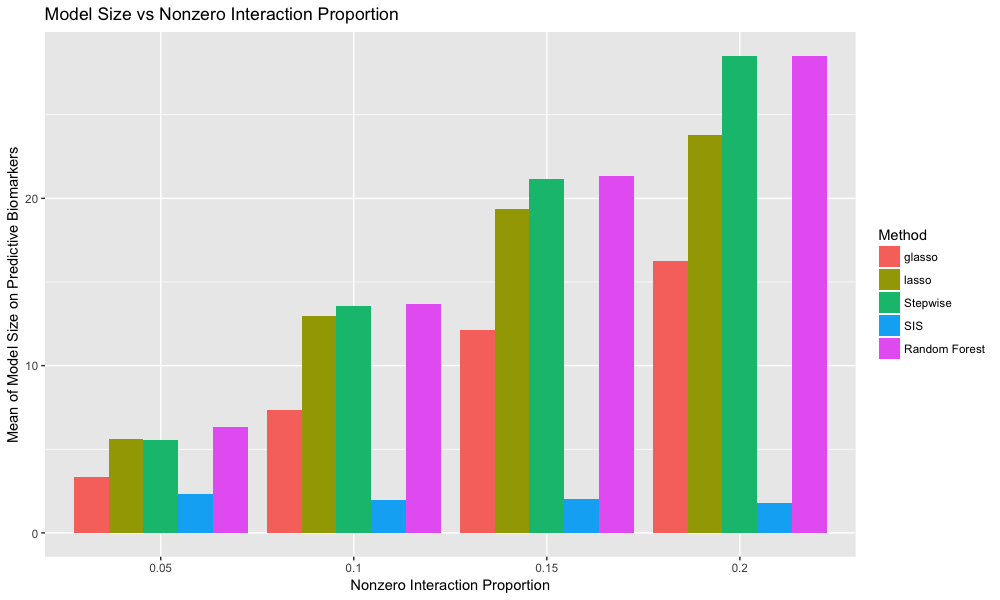 Model Size vs Nonzero Interaction Proportion
Mean of Model Size on Predictive Biomarkers
20
10
0
0.05
0.1
0.15
0.2
Nonzero Interaction Proportion
Method
glasso
lasso
Stepwise
SIS
Random Forest